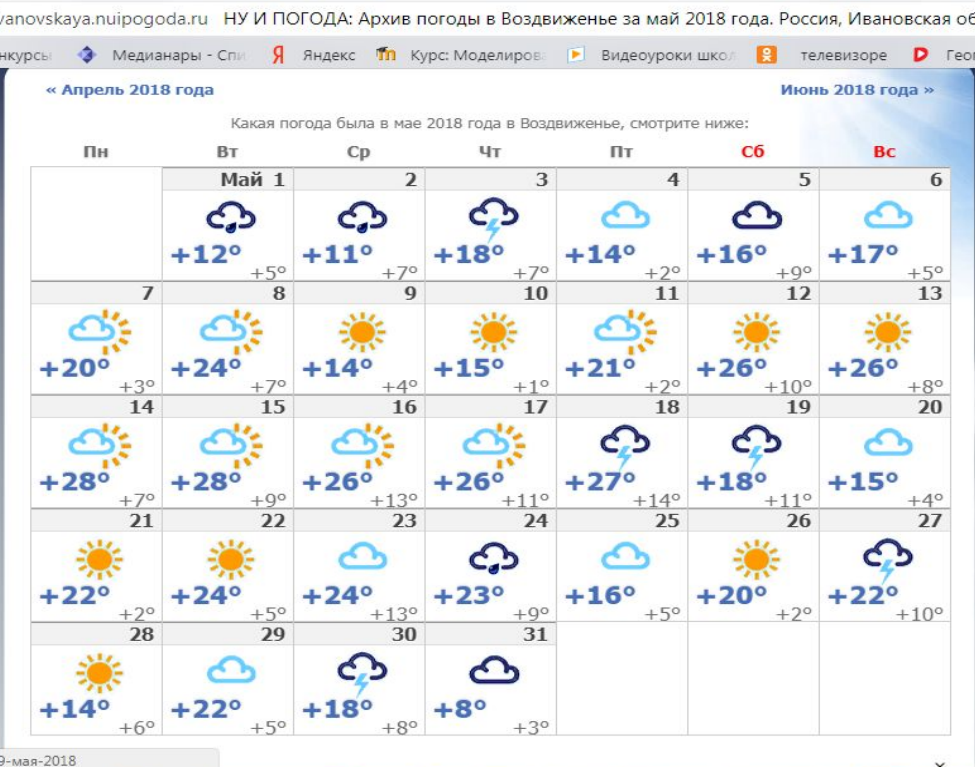 vanovskaya.nuipogoda.ru НУ И ПОГОДА: Архив погоды в Воздвиженье за май 2018 года. Россия, Ивановская об
нкурсы Медианары - Спи Яндекс Курс: Моделирова Видеоуроки школ телевизоре Геог
« Апрель 2018 года Июнь 2018 года »
Какая погода была в мае 2018 года в Воздвиженье, смотрите ниже:
Пн Вт Ср Чт Пт Сб Вс
Май 1 2 3 4 5 6
+12° +11° +18° +14° +16° +17°
+5° +7° +7° +2° +9° +5°
7 8 9 10 11 12 13
+20° +24° +14° +15° +21° +26° +26°
+3° +7° +4° +1° +2° +10° +8°
14 15 16 17 18 19 20
+28° +28° +26° +26° +27° +18° +15°
+7° +9° +13° +11° +14° +11° +4°
21 22 23 24 25 26 27
+22° +24° +24° +23° +16° +20° +22°
+2° +5° +13° +9° +5° +2° +10°
28 29 30 31
+14° +22° +18° +8°
+6° +5° +8° +3°
9-мая-2018